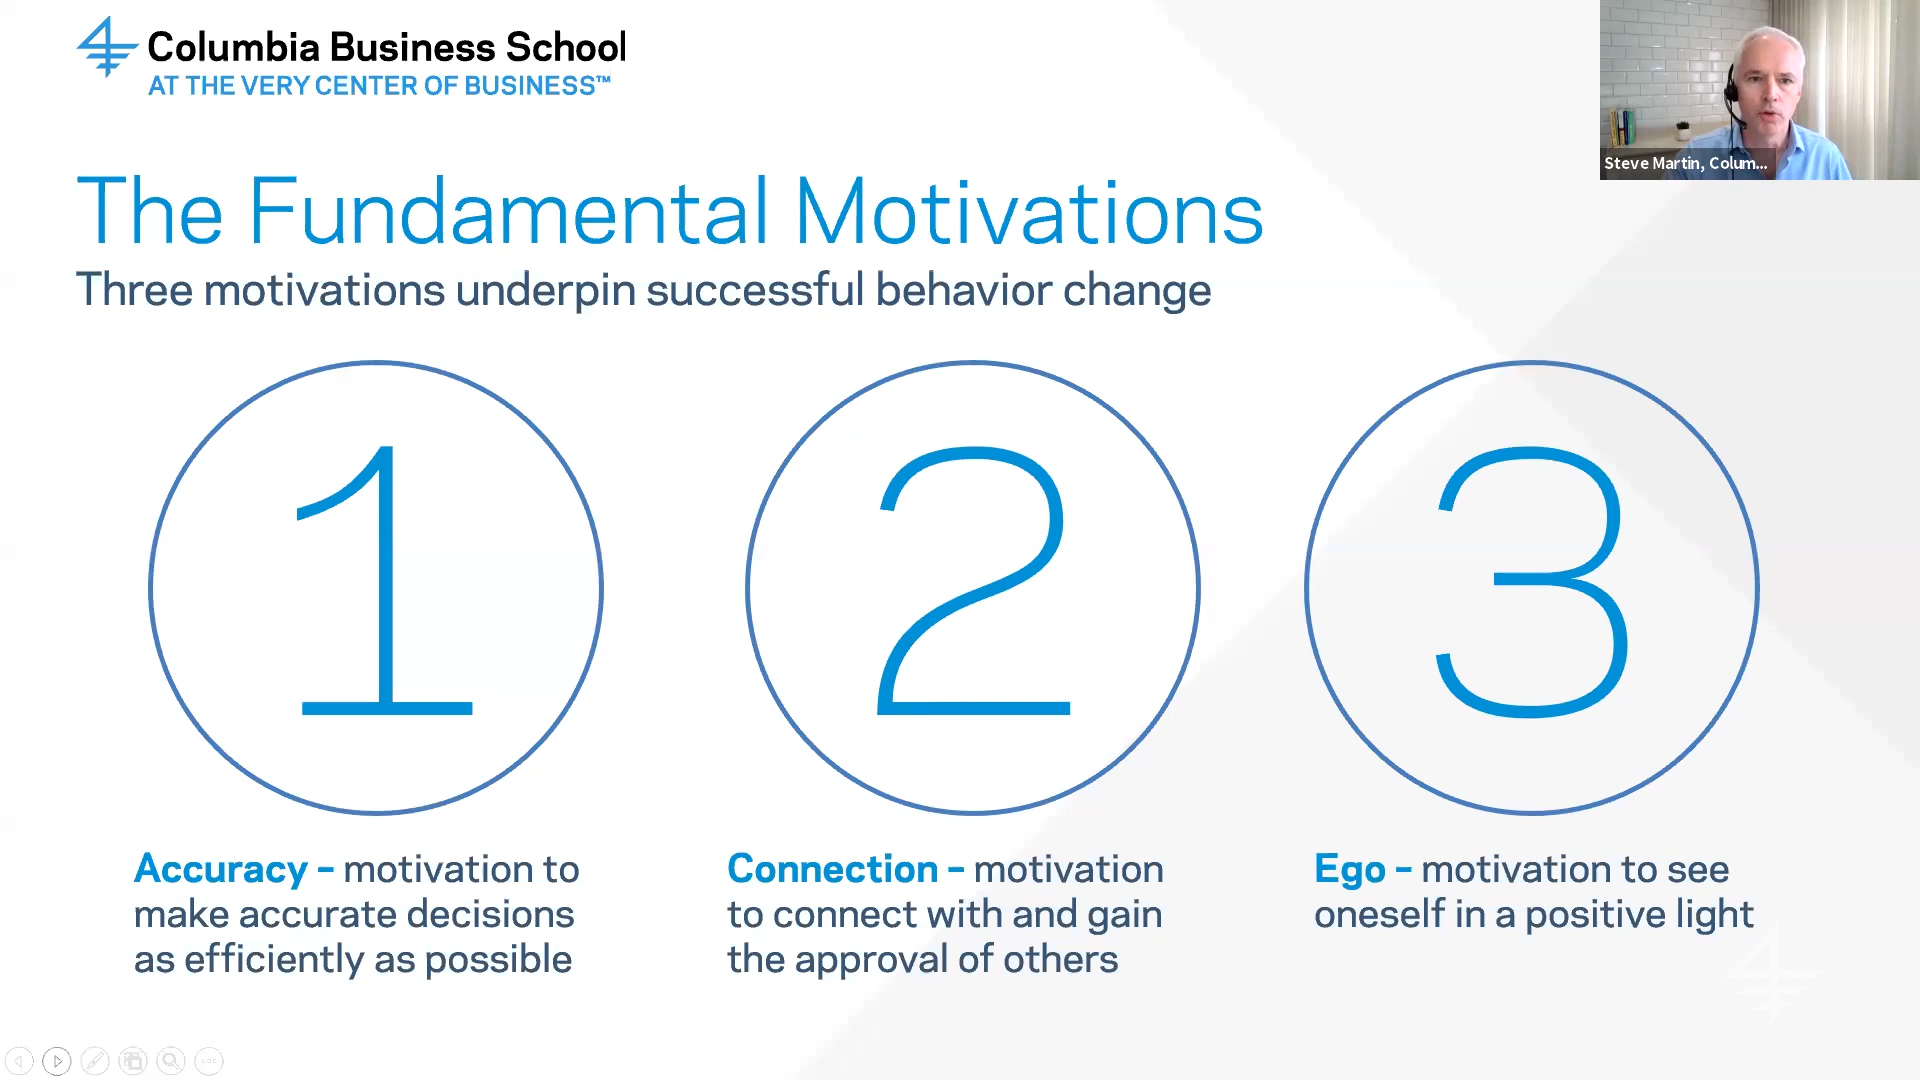 Columbia Business School
AT THE VERY CENTER OF BUSINESS™
Steve Martin, Colum...
The Fundamental Motivations
Three motivations underpin successful behavior change
1
2
3
Accuracy – motivation to
make accurate decisions
as efficiently as possible
Connection – motivation
to connect with and gain
the approval of others
Ego – motivation to see
oneself in a positive light